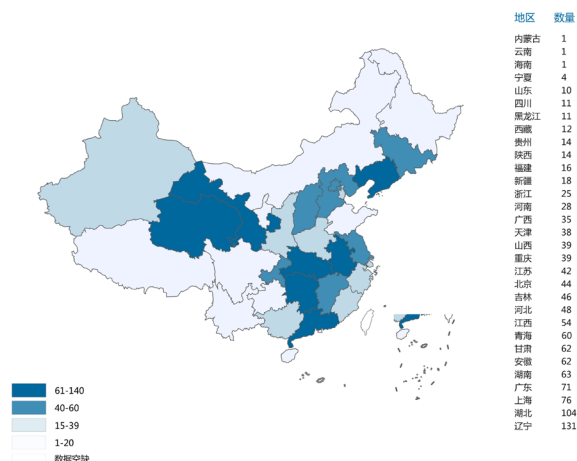 地区 数量
内蒙古 1
云南 1
海南 1
宁夏 4
山东 10
四川 11
黑龙江 11
西藏 12
贵州 14
陕西 14
福建 16
新疆 18
浙江 25
河南 28
广西 35
天津 38
山西 39
重庆 39
江苏 42
北京 44
吉林 46
河北 48
江西 54
青海 60
甘肃 62
安徽 62
湖南 63
广东 71
上海 76
湖北 104
辽宁 131
61-140
40-60
15-39
1-20
数据空缺